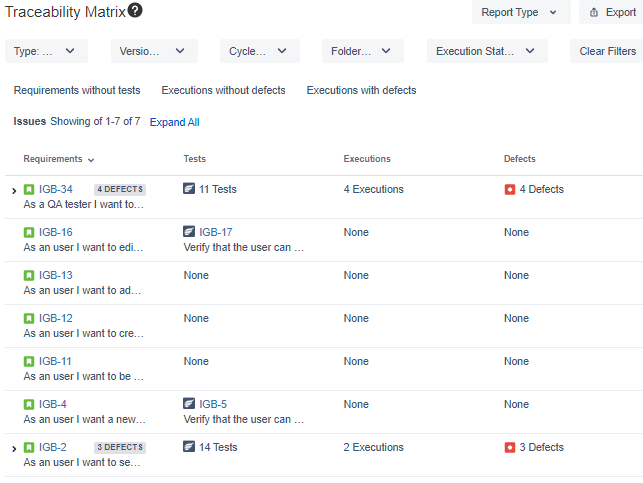 Traceability Matrix ?
Report Type
Export
Type: ...
Versio...
Cycle...
Folder...
Execution Stat...
Clear Filters
Requirements without tests
Executions without defects
Executions with defects
Issues Showing of 1-7 of 7 Expand All
Requirements
Tests
Executions
Defects
IGB-34 4 DEFECTS
As a QA tester I want to...
11 Tests
4 Executions
4 Defects
IGB-16
As an user I want to edi...
IGB-17
Verify that the user can ...
None
None
IGB-13
As an user I want to ad...
None
None
None
IGB-12
As an user I want to cre...
None
None
None
IGB-11
As an user I want to be ...
None
None
None
IGB-4
As an user I want a new...
IGB-5
Verify that the user can ...
None
None
IGB-2 3 DEFECTS
As an user I want to se...
14 Tests
2 Executions
3 Defects